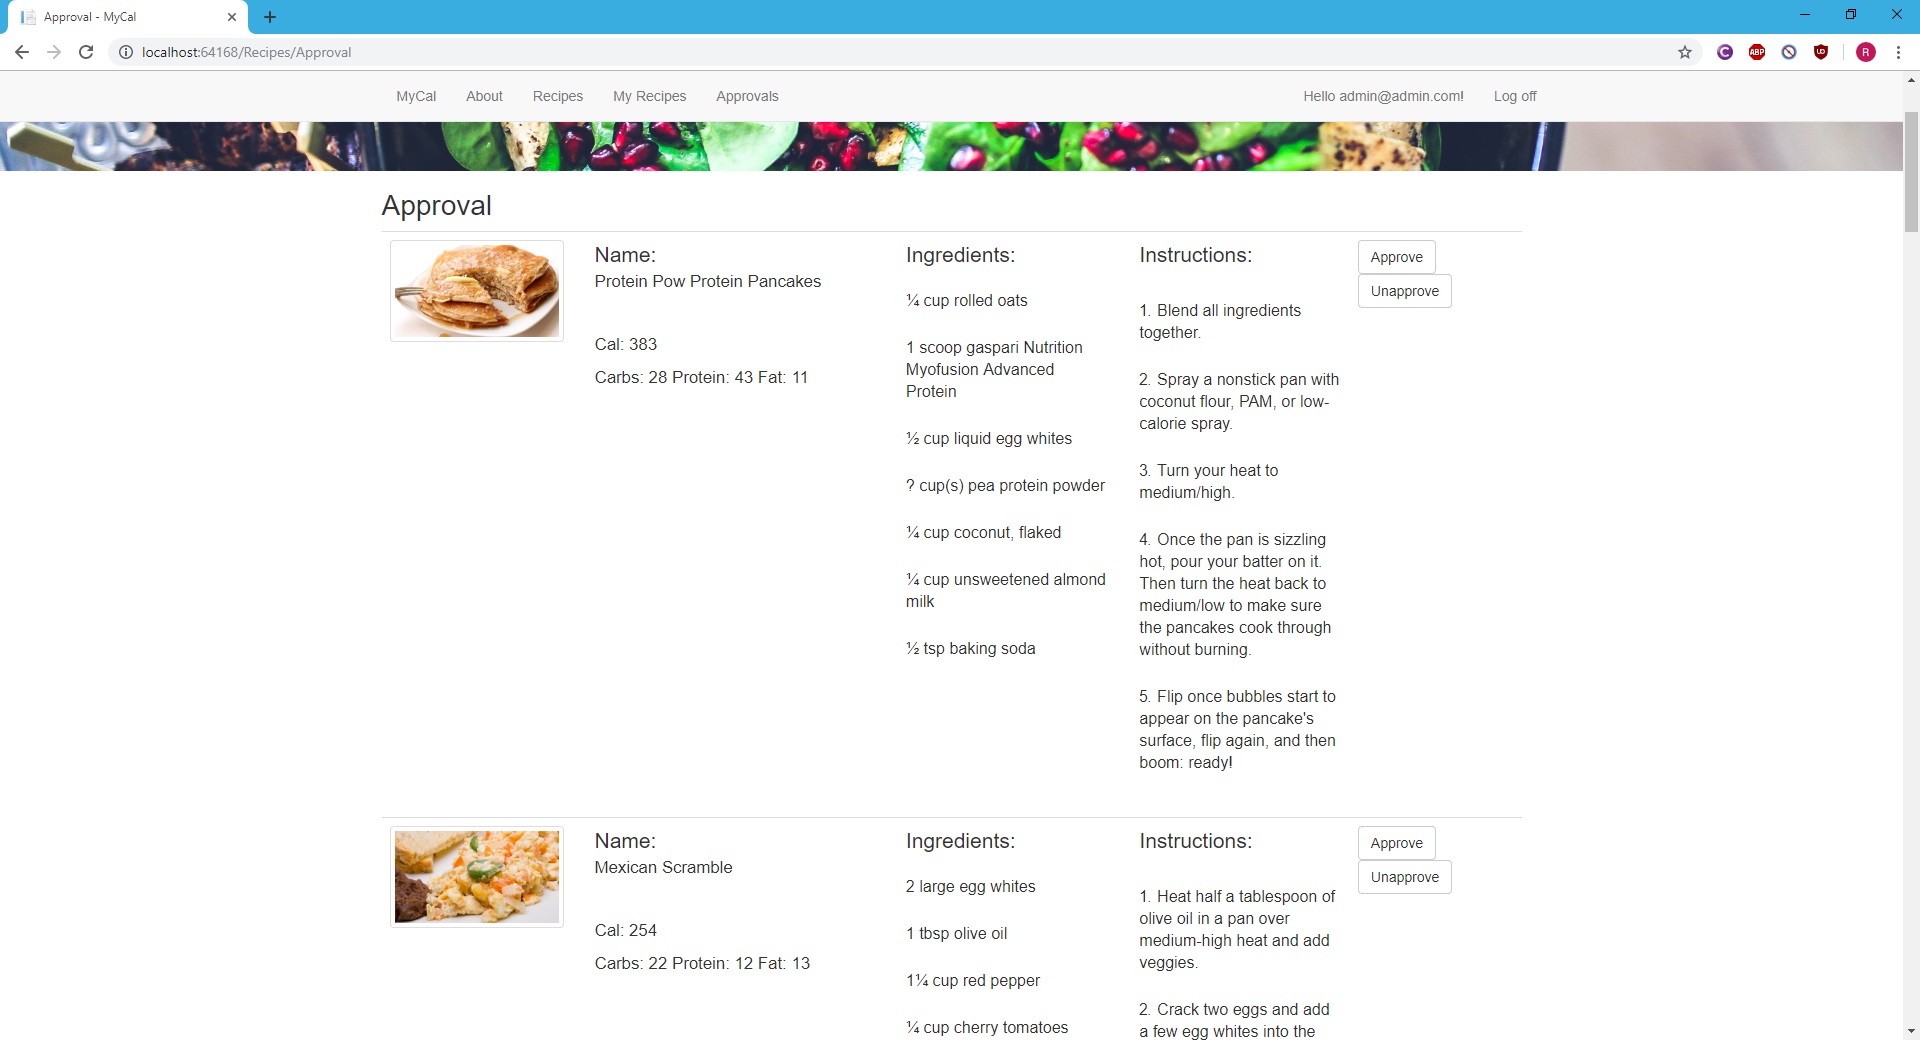 Approval - MyCal
localhost:64168/Recipes/Approval
ABP
R
MyCal About Recipes My Recipes Approvals Hello admin@admin.com! Log off
Approval
Name:
Protein Pow Protein Pancakes
Cal: 383
Carbs: 28 Protein: 43 Fat: 11
Ingredients:
¼ cup rolled oats
1 scoop gaspari Nutrition
Myofusion Advanced
Protein
½ cup liquid egg whites
? cup(s) pea protein powder
¼ cup coconut, flaked
¼ cup unsweetened almond
milk
½ tsp baking soda
Instructions:
1. Blend all ingredients
together.
2. Spray a nonstick pan with
coconut flour, PAM, or low-
calorie spray.
3. Turn your heat to
medium/high.
4. Once the pan is sizzling
hot, pour your batter on it.
Then turn the heat back to
medium/low to make sure
the pancakes cook through
without burning.
5. Flip once bubbles start to
appear on the pancake's
surface, flip again, and then
boom: ready!
Approve
Unapprove
Name:
Mexican Scramble
Cal: 254
Carbs: 22 Protein: 12 Fat: 13
Ingredients:
2 large egg whites
1 tbsp olive oil
1¼ cup red pepper
¼ cup cherry tomatoes
Instructions:
1. Heat half a tablespoon of
olive oil in a pan over
medium-high heat and add
veggies.
2. Crack two eggs and add
a few egg whites into the
Approve
Unapprove